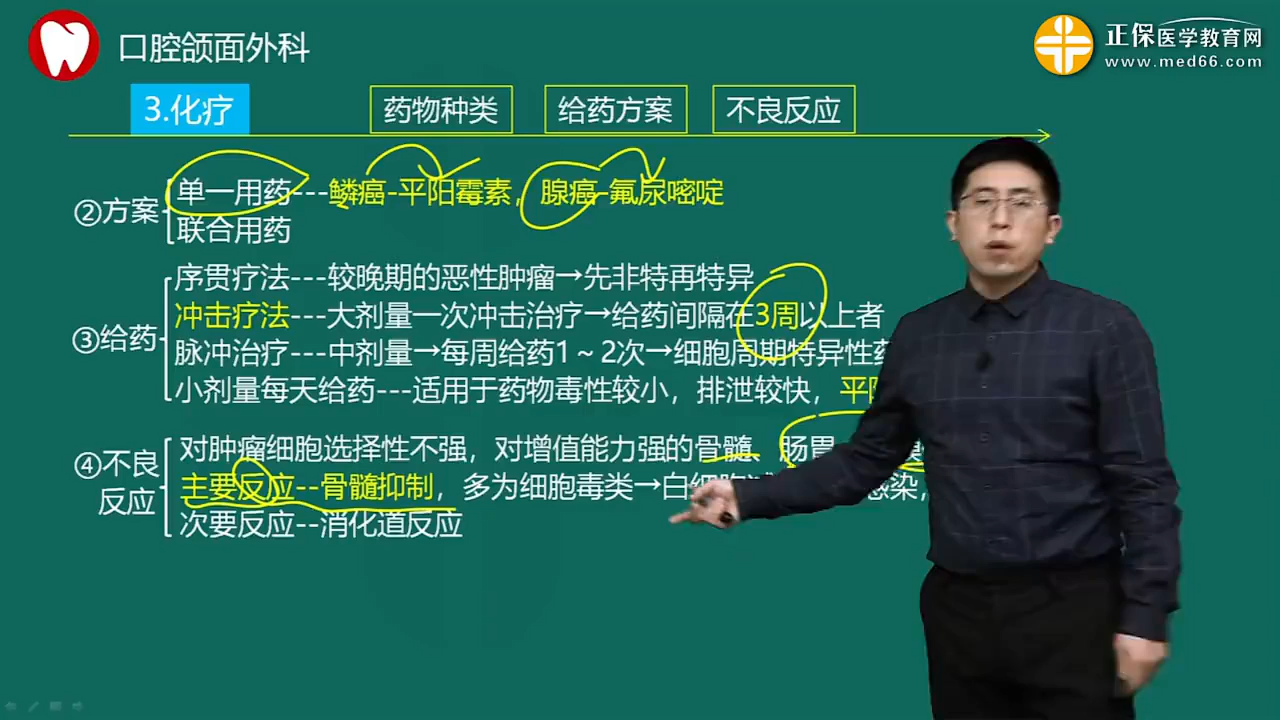 口腔颌面外科
正保医学教育网
www.med66.com
3.化疗
药物种类
给药方案
不良反应
②方案
单一用药---鳞癌-平阳霉素，腺癌-氟尿嘧啶
联合用药
③给药
序贯疗法---较晚期的恶性肿瘤→先非特再特异
冲击疗法---大剂量一次冲击治疗→给药间隔在3周以上者
脉冲治疗---中剂量→每周给药1～2次→细胞周期特异性药
小剂量每天给药---适用于药物毒性较小，排泄较快，平阳
④不良
反应
对肿瘤细胞选择性不强，对增值能力强的骨髓、肠胃
主要反应--骨髓抑制，多为细胞毒类→白细胞减 感染，
次要反应--消化道反应